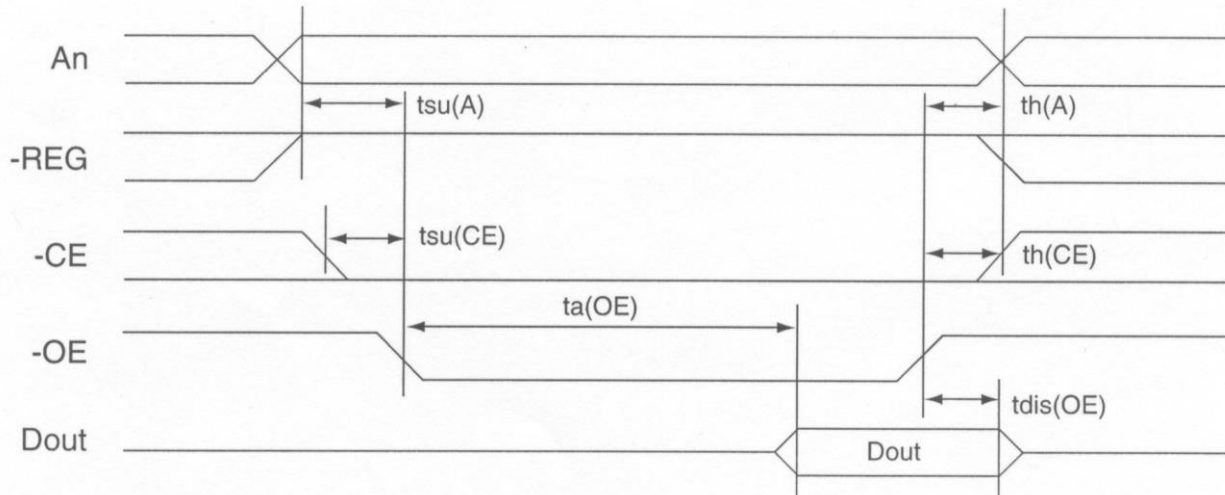 An
tsu(A)
th(A)
-REG
-CE
tsu(CE)
th(CE)
ta(OE)
-OE
tdis(OE)
Dout
Dout